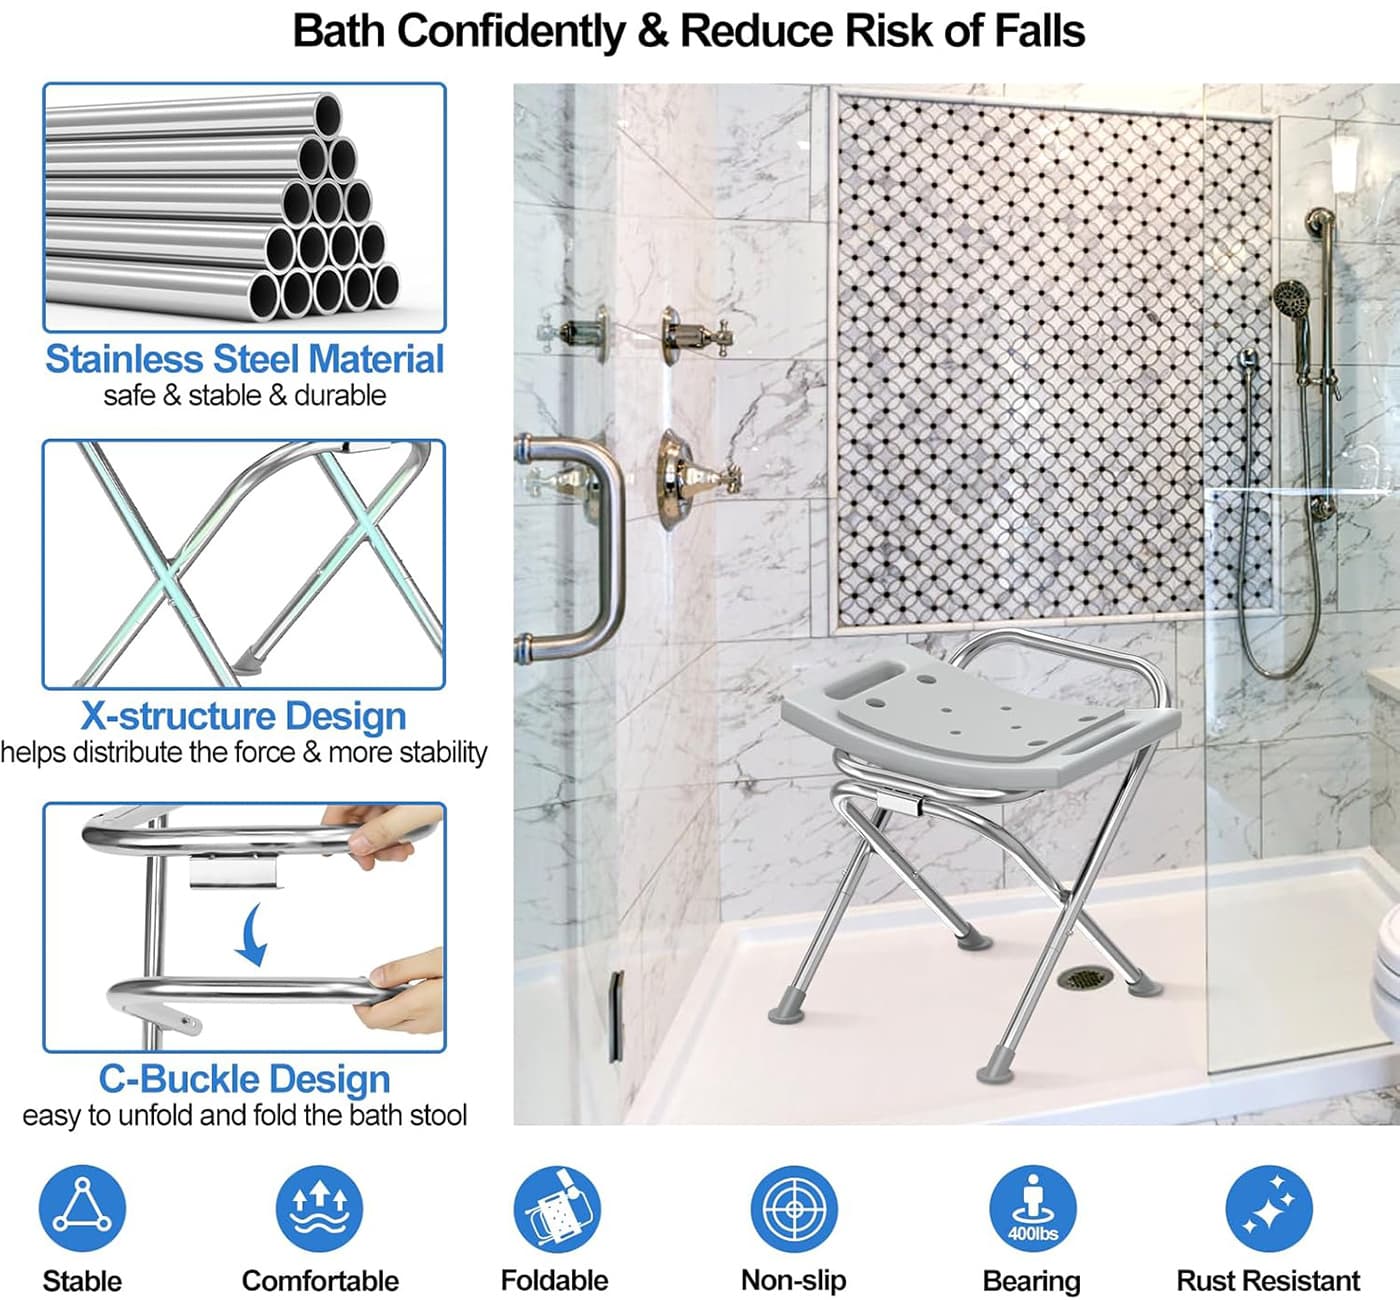 Bath Confidently & Reduce Risk of Falls
Stainless Steel Material
safe & stable & durable
X-structure Design
helps distribute the force & more stability
C-Buckle Design
easy to unfold and fold the bath stool
400lbs
Stable
Comfortable
Foldable
Non-slip
Bearing
Rust Resistant